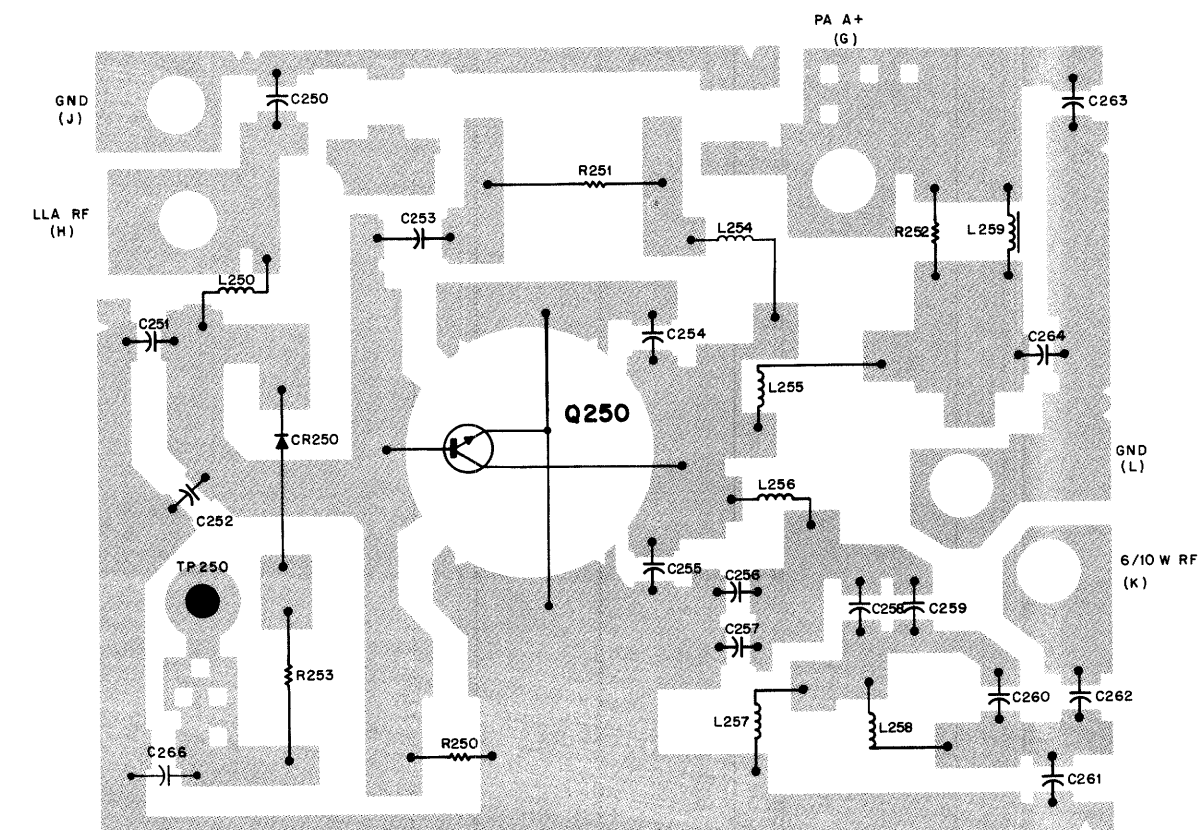 PA A+
(G)
GND
(J)
C250
C263
LLA RF
(H)
R251
C253
L254
R252
L259
L250
C251
C254
C264
L255
Q250
CR250
GND
(L)
L256
C252
TP250
C255
C256
6/10 W RF
(K)
C258
C259
C257
R253
C260
C262
L257
L258
R250
C266
C261